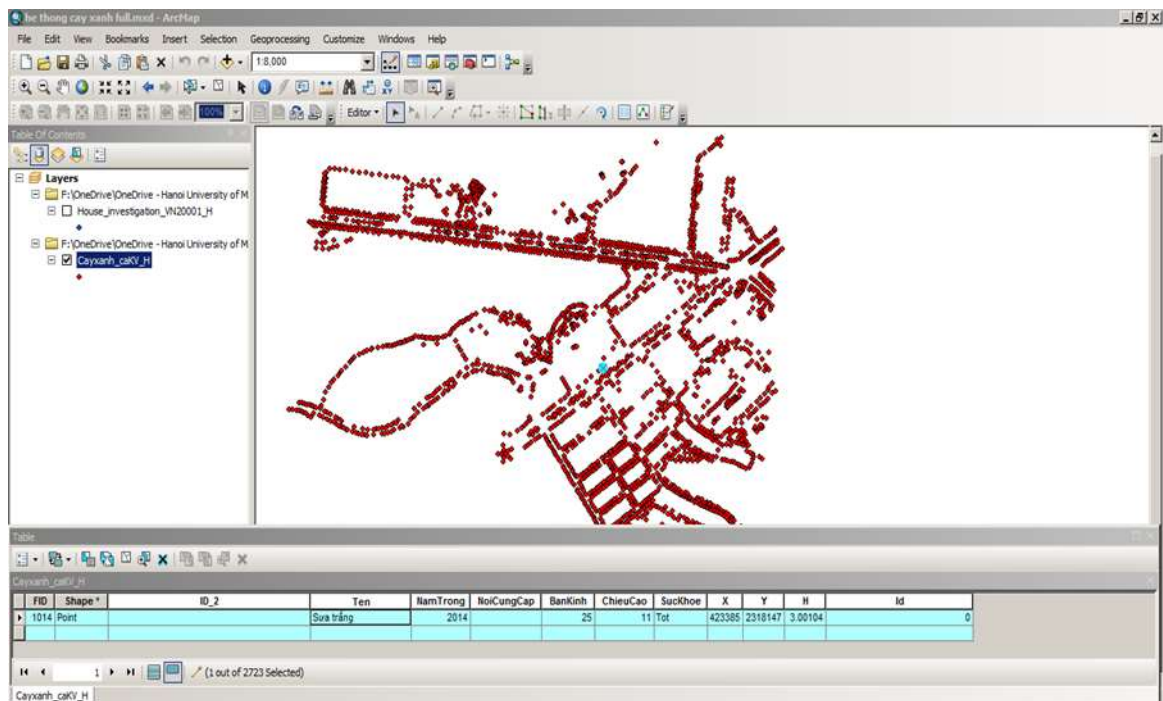 he thong cay xanh full.mxd - ArcMap
File Edit View Bookmarks Insert Selection Geoprocessing Customize Windows Help
1:8,000
100% Editor
Table Of Contents
Layers
F:\OneDrive\OneDrive - Hanoi University of M
House_investigation_VN20001_H
F:\OneDrive\OneDrive - Hanoi University of M
Cayxanh_caKV_H
Table
Cayxanh_caKV_H
FID Shape * ID_2 Ten NamTrong NoiCungCap BanKinh ChieuCao SucKhoe X Y H Id
1014 Point Sưa trắng 2014 25 11 Tot 423385 2318147 3.00104 0
1 (1 out of 2723 Selected)
Cayxanh_caKV_H